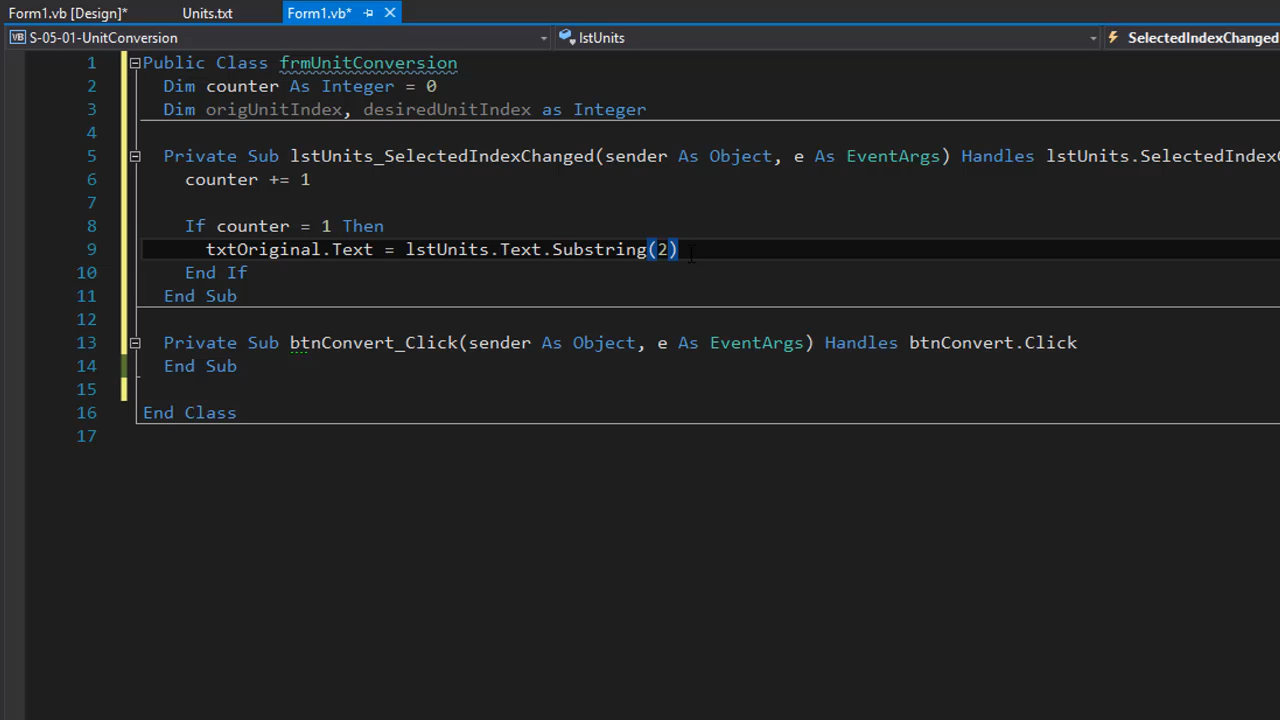 Form1.vb [Design]* Units.txt Form1.vb*
VB S-05-01-UnitConversion lstUnits SelectedIndexChanged
1 Public Class frmUnitConversion
2 Dim counter As Integer = 0
3 Dim origUnitIndex, desiredUnitIndex as Integer
4
5 Private Sub lstUnits_SelectedIndexChanged(sender As Object, e As EventArgs) Handles lstUnits.SelectedIndexC
6 counter += 1
7
8 If counter = 1 Then
9 txtOriginal.Text = lstUnits.Text.Substring(2)
10 End If
11 End Sub
12
13 Private Sub btnConvert_Click(sender As Object, e As EventArgs) Handles btnConvert.Click
14 End Sub
15
16 End Class
17